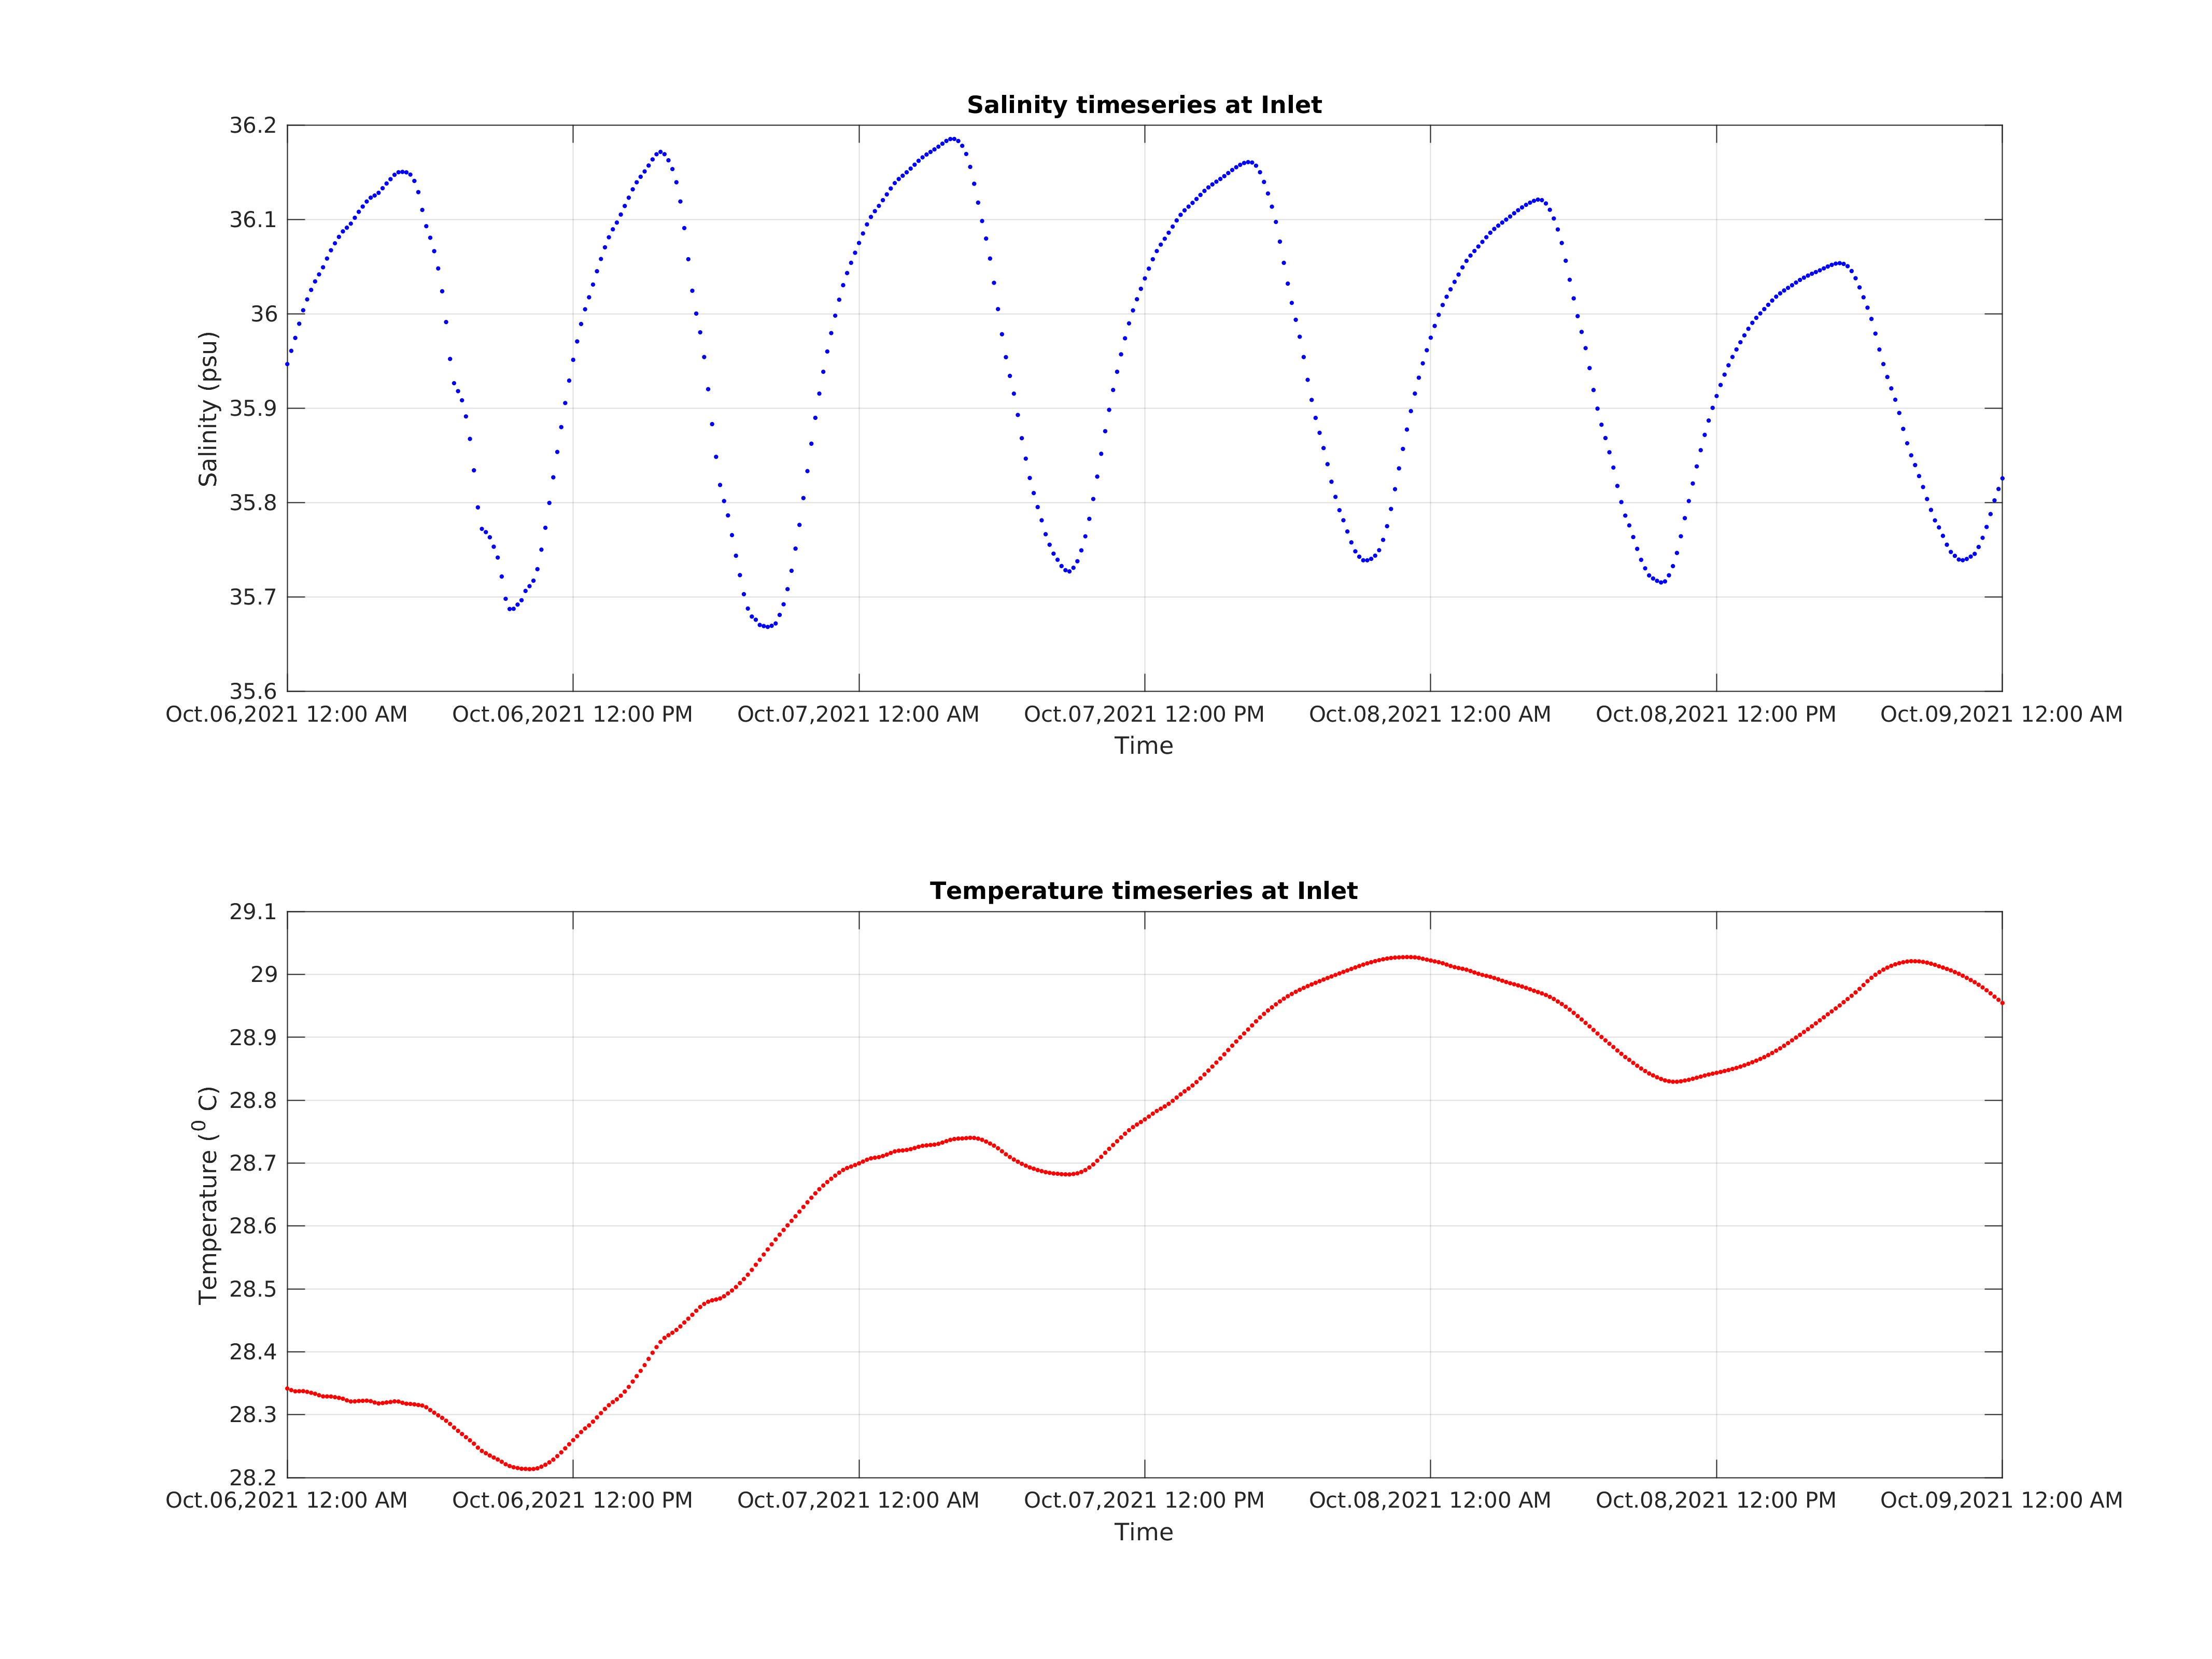 Salinity timeseries at Inlet
36.2
36.1
36
35.9
35.8
35.7
35.6
Salinity (psu)
Oct.06,2021 12:00 AM Oct.06,2021 12:00 PM Oct.07,2021 12:00 AM Oct.07,2021 12:00 PM Oct.08,2021 12:00 AM Oct.08,2021 12:00 PM Oct.09,2021 12:00 AM
Time
Temperature timeseries at Inlet
29.1
29
28.9
28.8
28.7
28.6
28.5
28.4
28.3
28.2
Temperature (⁰ C)
Oct.06,2021 12:00 AM Oct.06,2021 12:00 PM Oct.07,2021 12:00 AM Oct.07,2021 12:00 PM Oct.08,2021 12:00 AM Oct.08,2021 12:00 PM Oct.09,2021 12:00 AM
Time